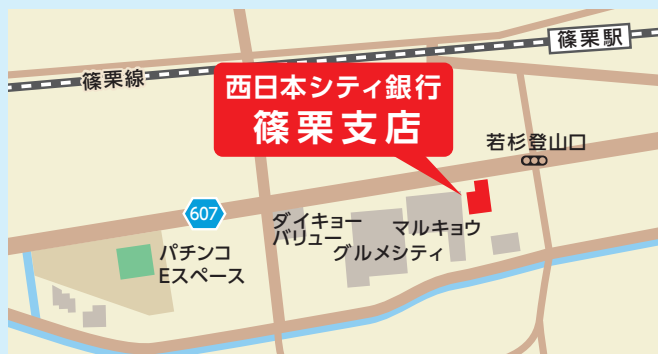 篠栗駅
篠栗線
西日本シティ銀行
篠栗支店
若杉登山口
607
ダイキョー
バリュー
マルキョウ
グルメシティ
パチンコ
Eスペース